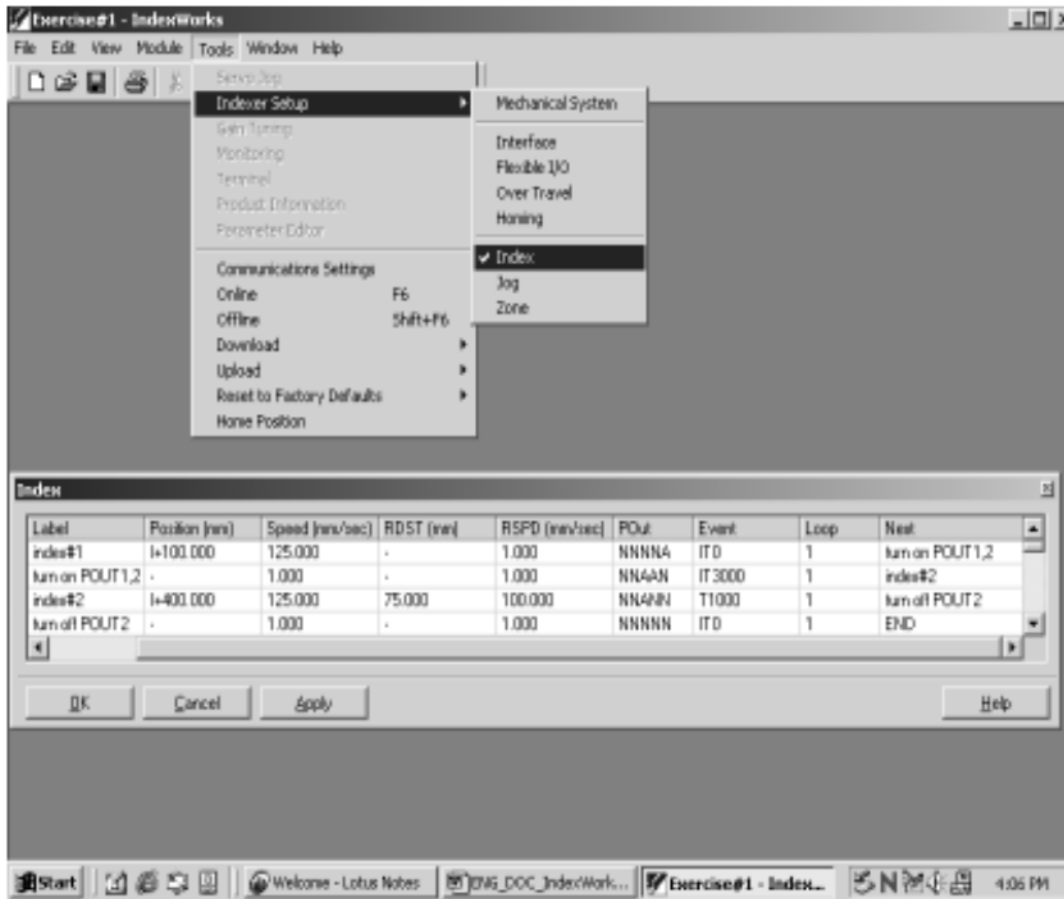 Exercise#1 - IndexWorks
File Edit View Module Tools Window Help
Servo Jog
Indexer Setup
Gain Tuning
Monitoring
Terminal
Product Information
Parameter Editor
Communications Settings
Online F6
Offline Shift+F6
Download
Upload
Reset to Factory Defaults
Home Position
Mechanical System
Interface
Flexible I/O
Over Travel
Homing
Index
Jog
Zone
Index
Label Position (mm) Speed (mm/sec) RDST (mm) RSPD (mm/sec) POut Event Loop Next
index#1 I+100.000 125.000 - 1.000 NNNNA IT0 1 turn on POUT1,2
turn on POUT1,2 - 1.000 - 1.000 NNAAN IT3000 1 index#2
index#2 I+400.000 125.000 75.000 100.000 NNANN T1000 1 turn off POUT2
turn off POUT2 - 1.000 - 1.000 NNNNN IT0 1 END
OK Cancel Apply Help
Start Welcome - Lotus Notes ENG_DOC_IndexWork... Exercise#1 - Index... 4:06 PM